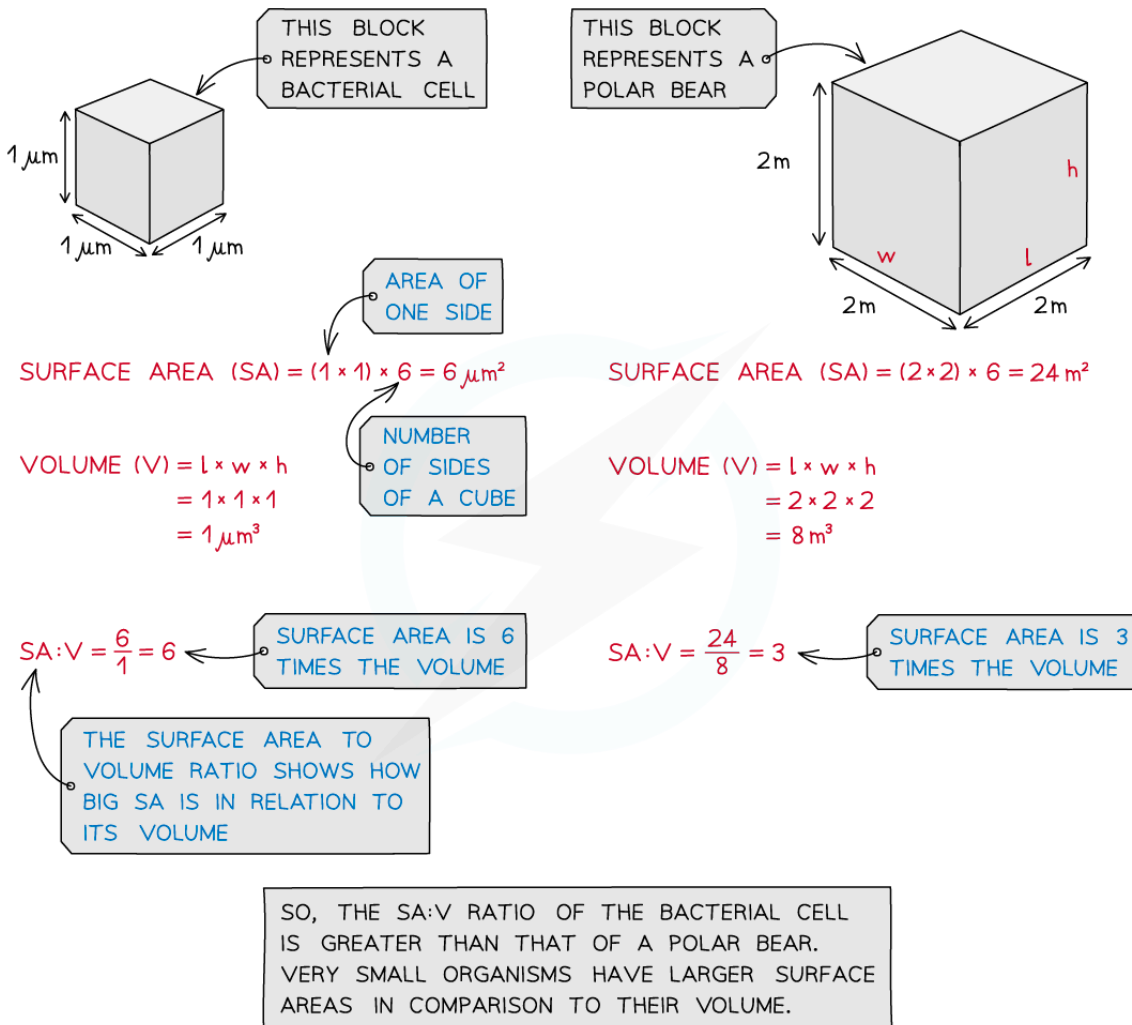 THIS BLOCK
REPRESENTS A
BACTERIAL CELL
THIS BLOCK
REPRESENTS A
POLAR BEAR
1 µm
1 µm
1 µm
2m
h
w
l
2m
2m
AREA OF
ONE SIDE
SURFACE AREA (SA) = (1 × 1) × 6 = 6 µm²
NUMBER
OF SIDES
OF A CUBE
VOLUME (V) = l × w × h
= 1 × 1 × 1
= 1 µm³
SURFACE AREA (SA) = (2 × 2) × 6 = 24 m²
VOLUME (V) = l × w × h
= 2 × 2 × 2
= 8 m³
SA:V = 6/1 = 6
SURFACE AREA IS 6
TIMES THE VOLUME
SA:V = 24/8 = 3
SURFACE AREA IS 3
TIMES THE VOLUME
THE SURFACE AREA TO
VOLUME RATIO SHOWS HOW
BIG SA IS IN RELATION TO
ITS VOLUME
SO, THE SA:V RATIO OF THE BACTERIAL CELL
IS GREATER THAN THAT OF A POLAR BEAR.
VERY SMALL ORGANISMS HAVE LARGER SURFACE
AREAS IN COMPARISON TO THEIR VOLUME.